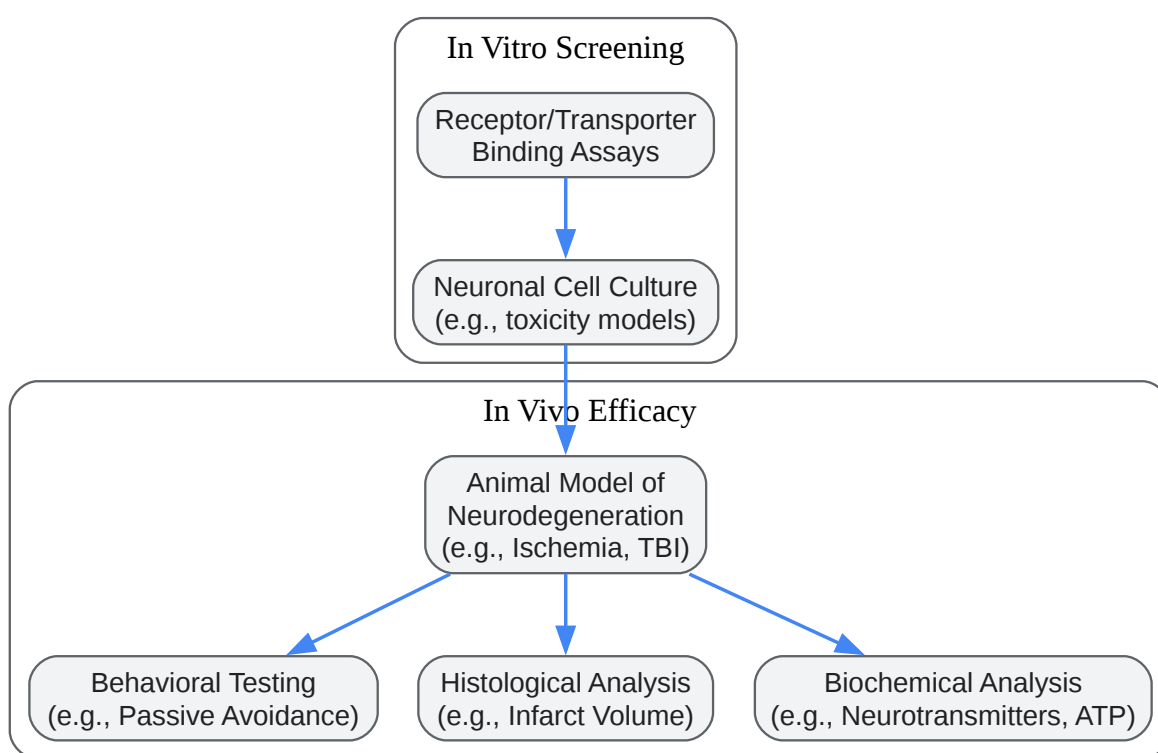 In Vitro Screening
Receptor/Transporter
Binding Assays
Neuronal Cell Culture
(e.g., toxicity models)
In Vivo Efficacy
Animal Model of
Neurodegeneration
(e.g., Ischemia, TBI)
Behavioral Testing
(e.g., Passive Avoidance)
Histological Analysis
(e.g., Infarct Volume)
Biochemical Analysis
(e.g., Neurotransmitters, ATP)